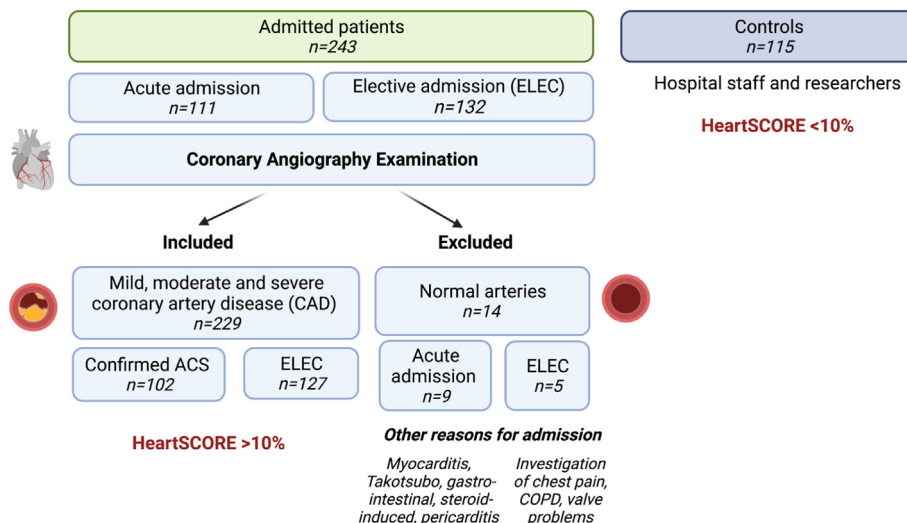 Admitted patients
n=243
Controls
n=115
Acute admission
n=111
Elective admission (ELEC)
n=132
Hospital staff and researchers
HeartSCORE <10%
Coronary Angiography Examination
Included
Excluded
Mild, moderate and severe
coronary artery disease (CAD)
n=229
Normal arteries
n=14
Confirmed ACS
n=102
ELEC
n=127
Acute
admission
n=9
ELEC
n=5
HeartSCORE >10%
Other reasons for admission
Myocarditis,
Takotsubo, gastro-
intestinal, steroid-
induced, pericarditis
Investigation
of chest pain,
COPD, valve
problems